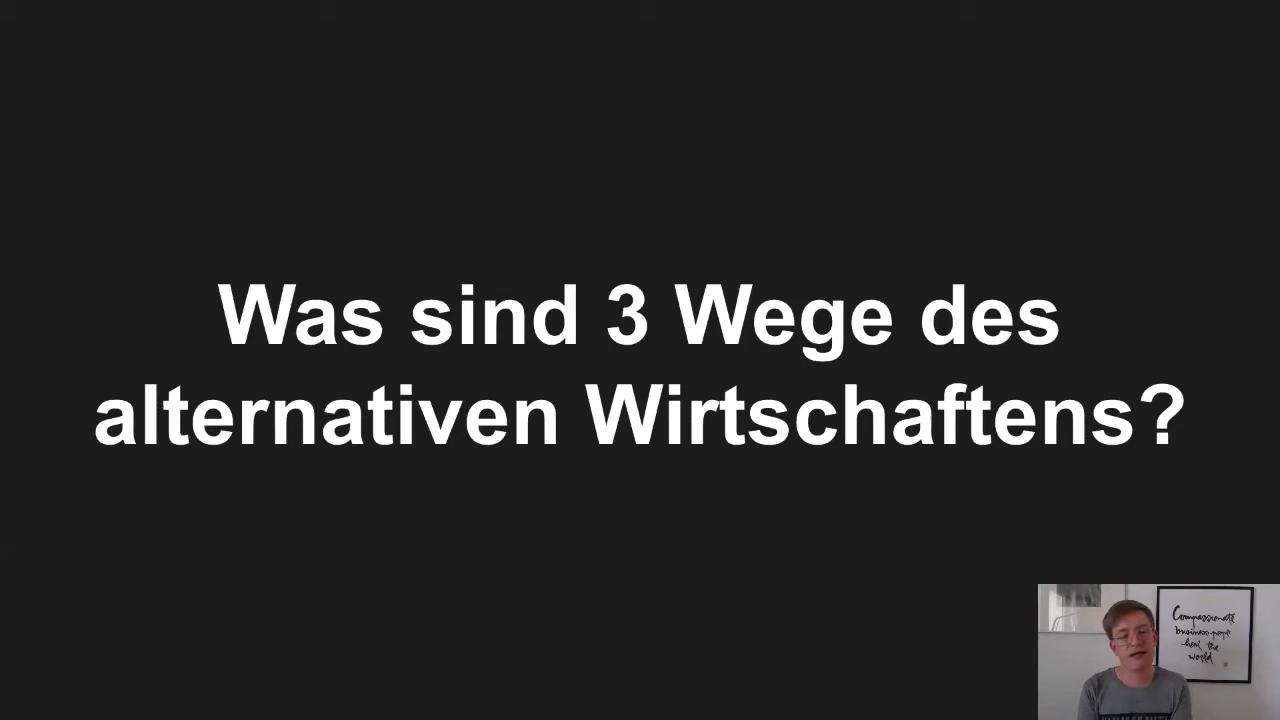 Was sind 3 Wege des
alternativen Wirtschaftens?
Compassionate
business people
heal the
world